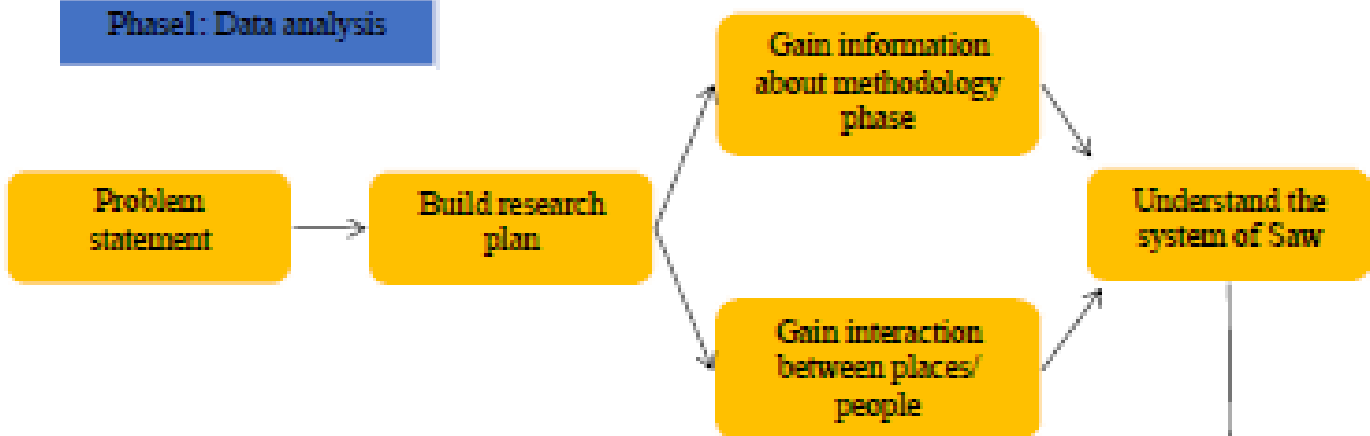 Phase1: Data analysis
Gain information
about methodology
phase
Problem
statement
Build research
plan
Understand the
system of Saw
Gain interaction
between places/
people